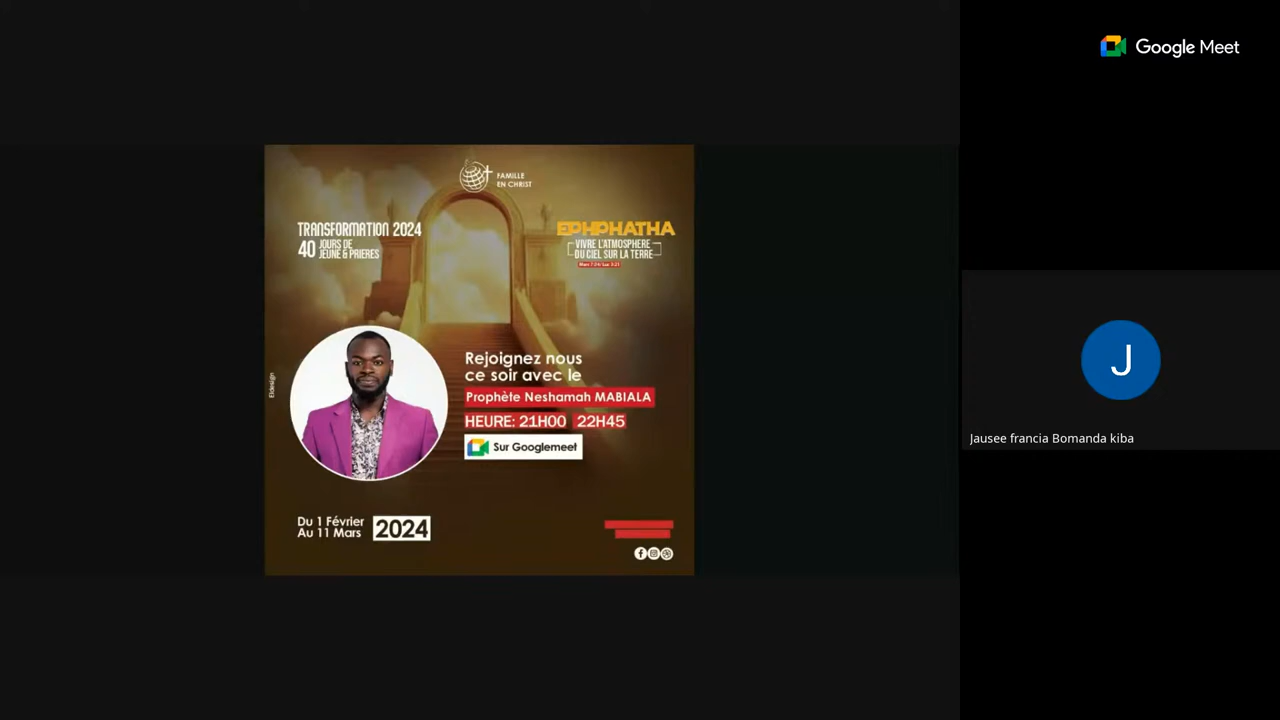 Google Meet
FAMILLE
EN CHRIST
TRANSFORMATION 2024
40 JOURS DE
JEUNE & PRIERES
EPHPHATHA
VIVRE L'ATMOSPHERE
DU CIEL SUR LA TERRE
Eldesign
Rejoignez nous
ce soir avec le
Prophète Neshamah MABIALA
HEURE: 21H00 22H45
Sur Googlemeet
Du 1 Février
Au 11 Mars 2024
J
Jausee francia Bomanda kiba